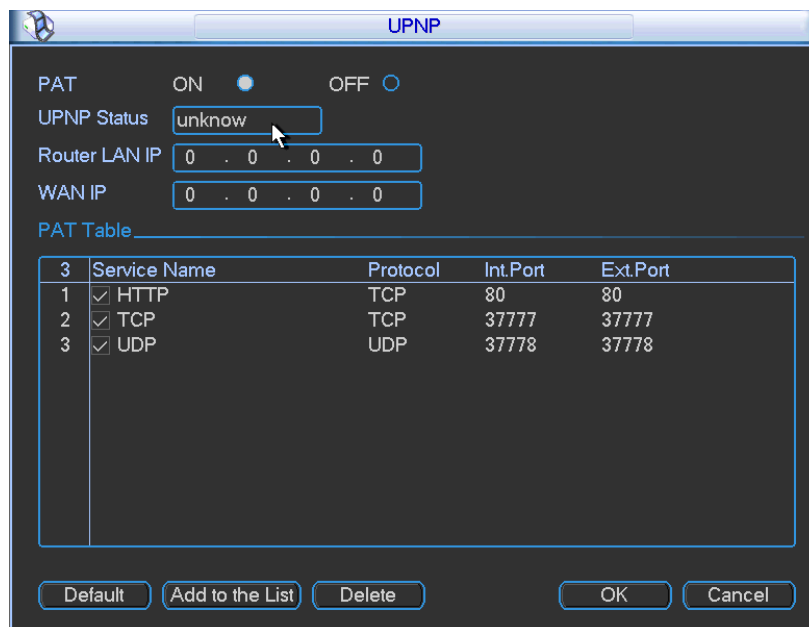 UPNP
PAT ON OFF
UPNP Status unknow
Router LAN IP 0 . 0 . 0 . 0
WAN IP 0 . 0 . 0 . 0
PAT Table
3 Service Name Protocol Int.Port Ext.Port
1 HTTP TCP 80 80
2 TCP TCP 37777 37777
3 UDP UDP 37778 37778
Default Add to the List Delete OK Cancel